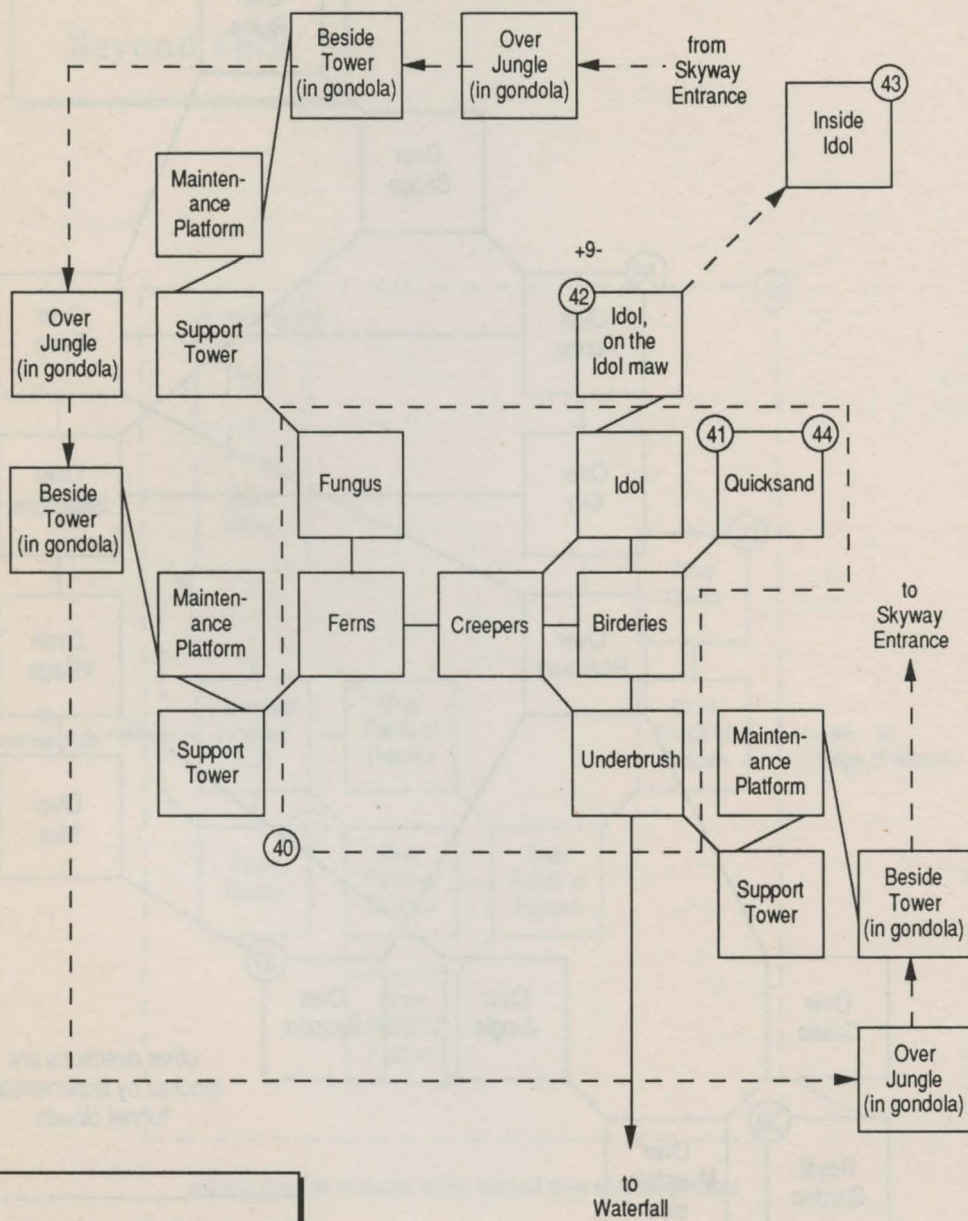 Beside
Tower
(in gondola)
Over
Jungle
(in gondola)
from
Skyway
Entrance
43
Inside
Idol
Mainten-
ance
Platform
+9-
42
Idol,
on the
Idol maw
Over
Jungle
(in gondola)
Support
Tower
41
44
Fungus
Idol
Quicksand
Beside
Tower
(in gondola)
Mainten-
ance
Platform
Ferns
Creepers
Birderies
to
Skyway
Entrance
Support
Tower
Underbrush
Mainten-
ance
Platform
40
Support
Tower
Beside
Tower
(in gondola)
Over
Jungle
(in gondola)
to
Waterfall